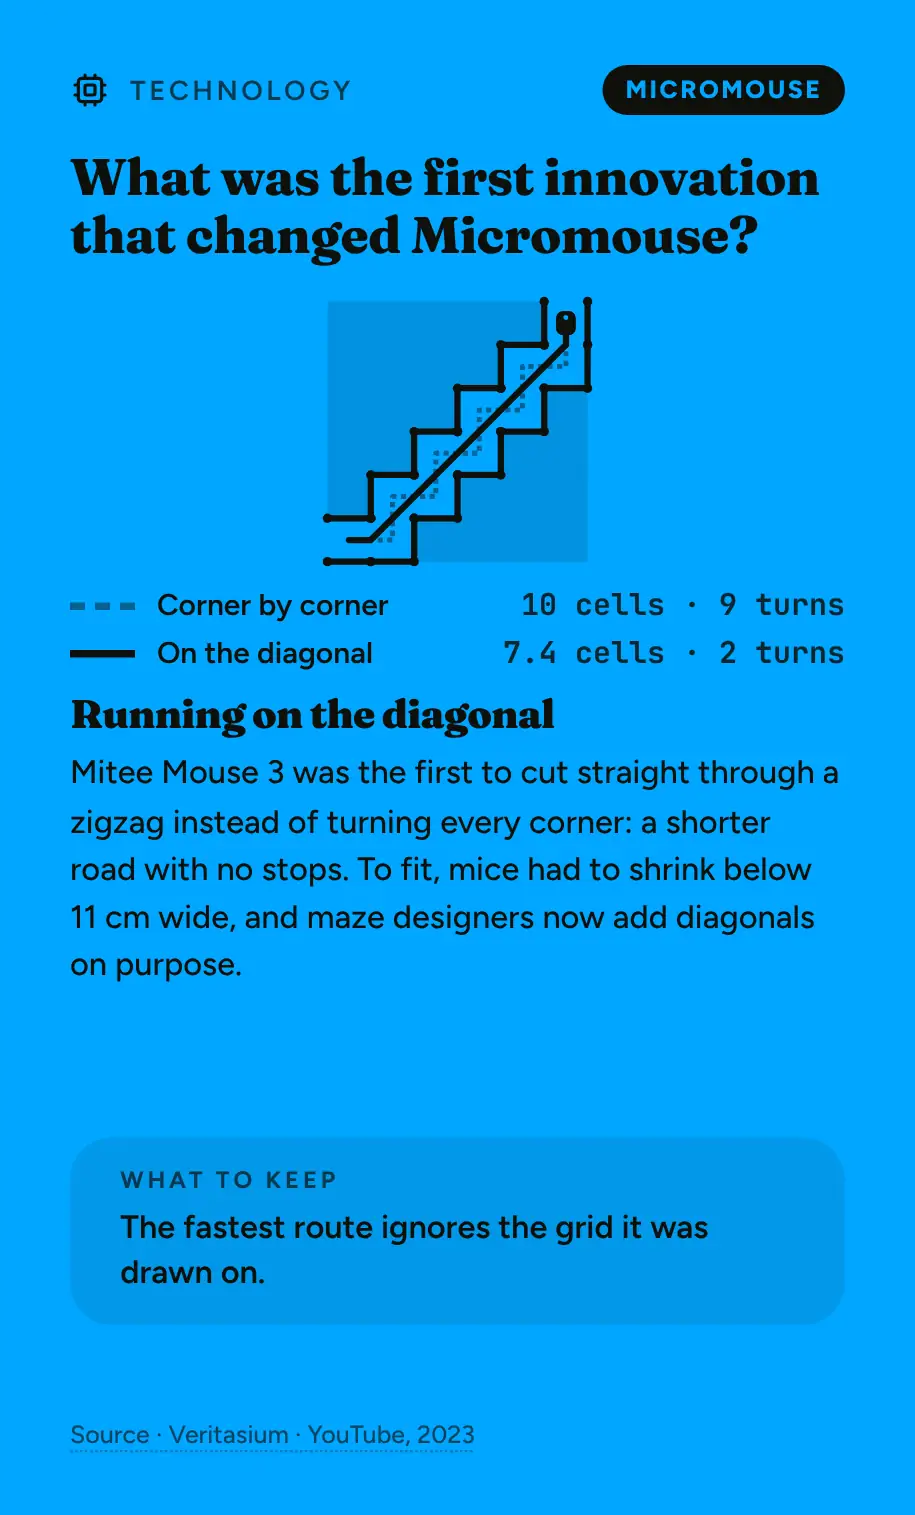 TECHNOLOGY
MICROMOUSE
What was the first innovation
that changed Micromouse?
Corner by corner 10 cells · 9 turns
On the diagonal 7.4 cells · 2 turns
Running on the diagonal
Mitee Mouse 3 was the first to cut straight through a
zigzag instead of turning every corner: a shorter
road with no stops. To fit, mice had to shrink below
11 cm wide, and maze designers now add diagonals
on purpose.
WHAT TO KEEP
The fastest route ignores the grid it was
drawn on.
Source · Veritasium · YouTube, 2023